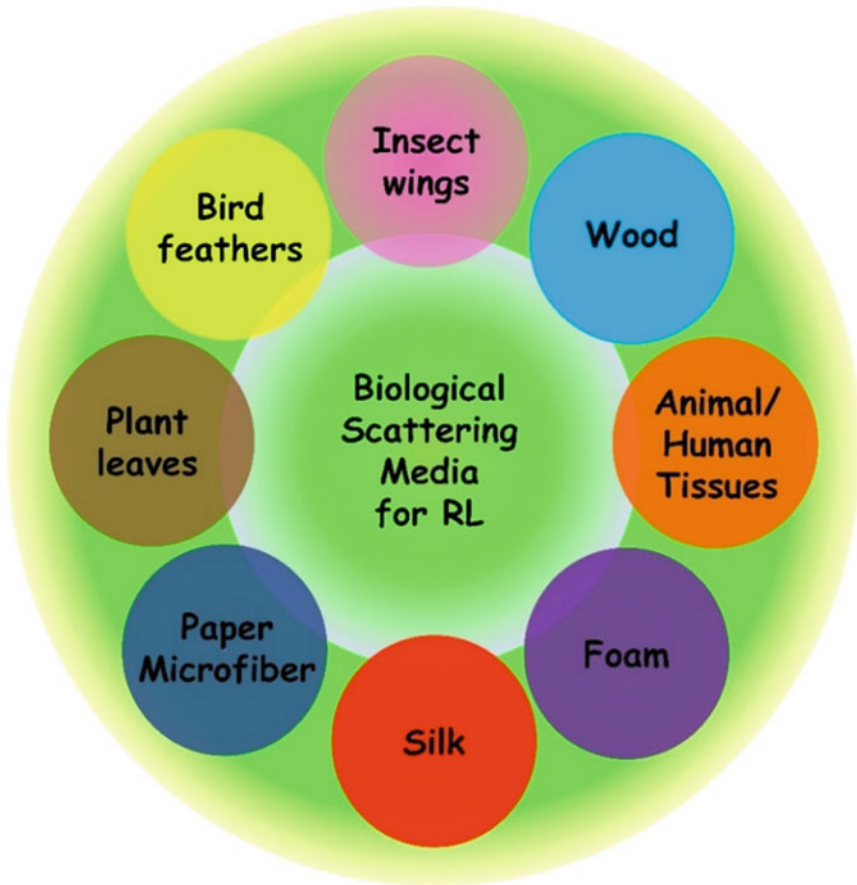 Insect
wings
Bird
feathers
Wood
Biological
Scattering
Media
for RL
Plant
leaves
Animal/
Human
Tissues
Paper
Microfiber
Foam
Silk